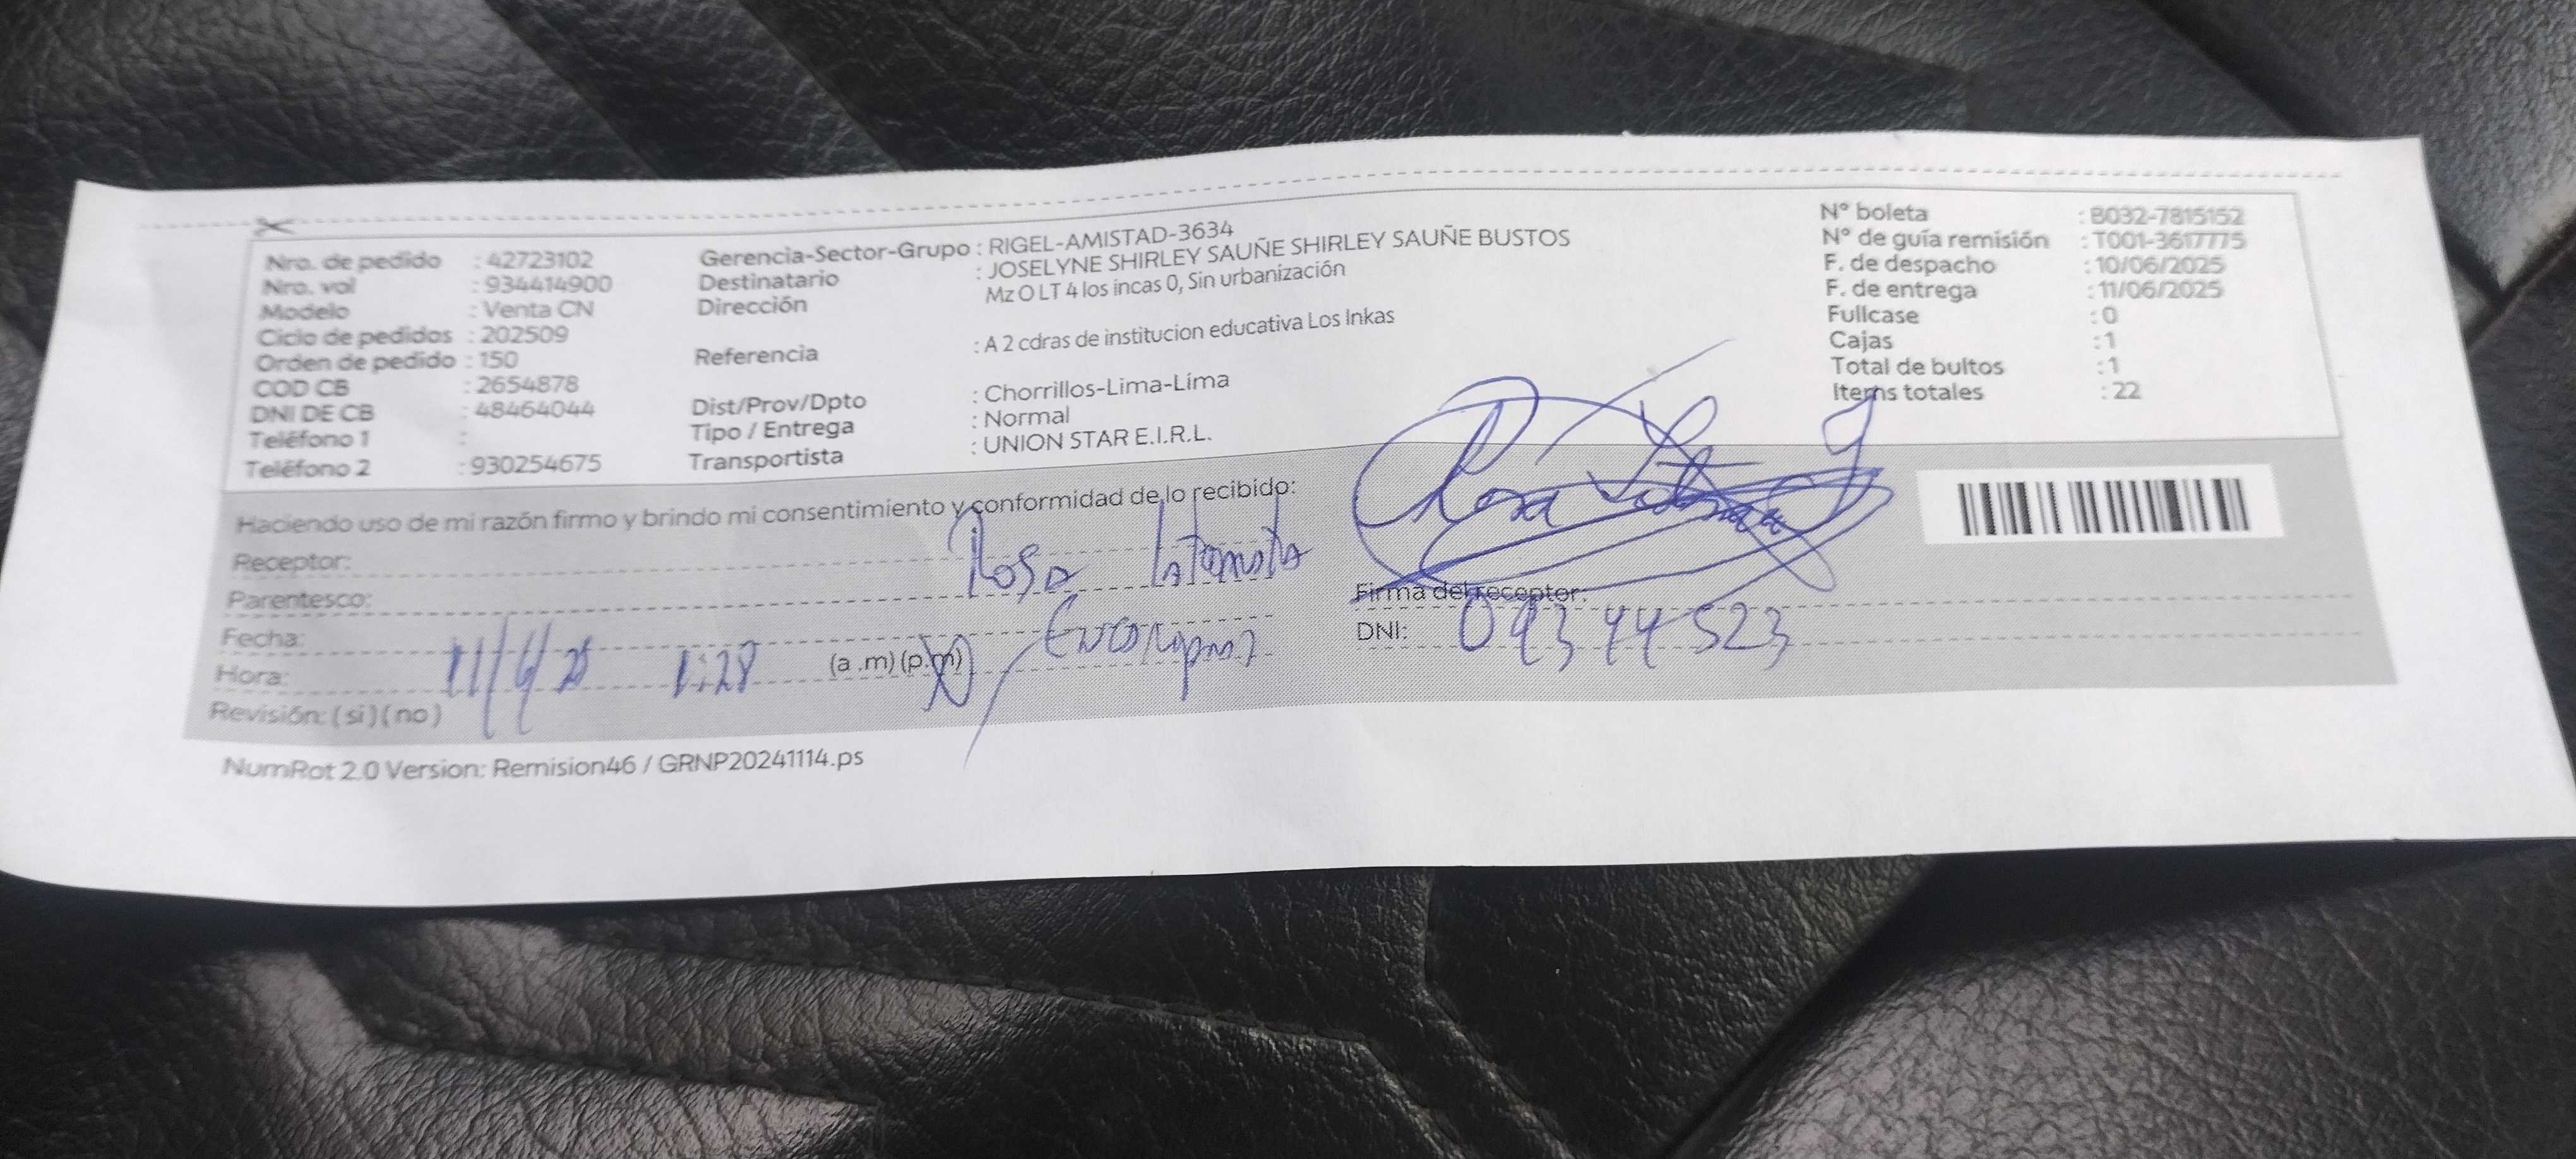 Nro. de pedido : 42723102
Nro. vol : 934414900
Modelo : Venta CN
Ciclo de pedidos : 202509
Orden de pedido : 150
COD CB : 2654878
DNI DE CB : 48464044
Teléfono 1 :
Teléfono 2 : 930254675
Gerencia-Sector-Grupo : RIGEL-AMISTAD-3634
Destinatario : JOSELYNE SHIRLEY SAUÑE SHIRLEY SAUÑE BUSTOS
Dirección Mz O LT 4 los incas 0, Sin urbanización
Referencia : A 2 cdras de institucion educativa Los Inkas
Dist/Prov/Dpto : Chorrillos-Lima-Lima
Tipo / Entrega : Normal
Transportista : UNION STAR E.I.R.L.
N° boleta : B032-7815152
N° de guía remisión : T001-3617775
F. de despacho : 10/06/2025
F. de entrega : 11/06/2025
Fullcase : 0
Cajas : 1
Total de bultos : 1
Items totales : 22
Haciendo uso de mi razón firmo y brindo mi consentimiento y conformidad de lo recibido:
Receptor: Rosa
Parentesco:
Fecha: 11/6/25
Hora: 1:28 (a .m) (p.m)
Revisión: ( si ) ( no )
Rosa
Firma del receptor:
DNI: 09344523
NumRot 2.0 Version: Remision46 / GRNP20241114.ps